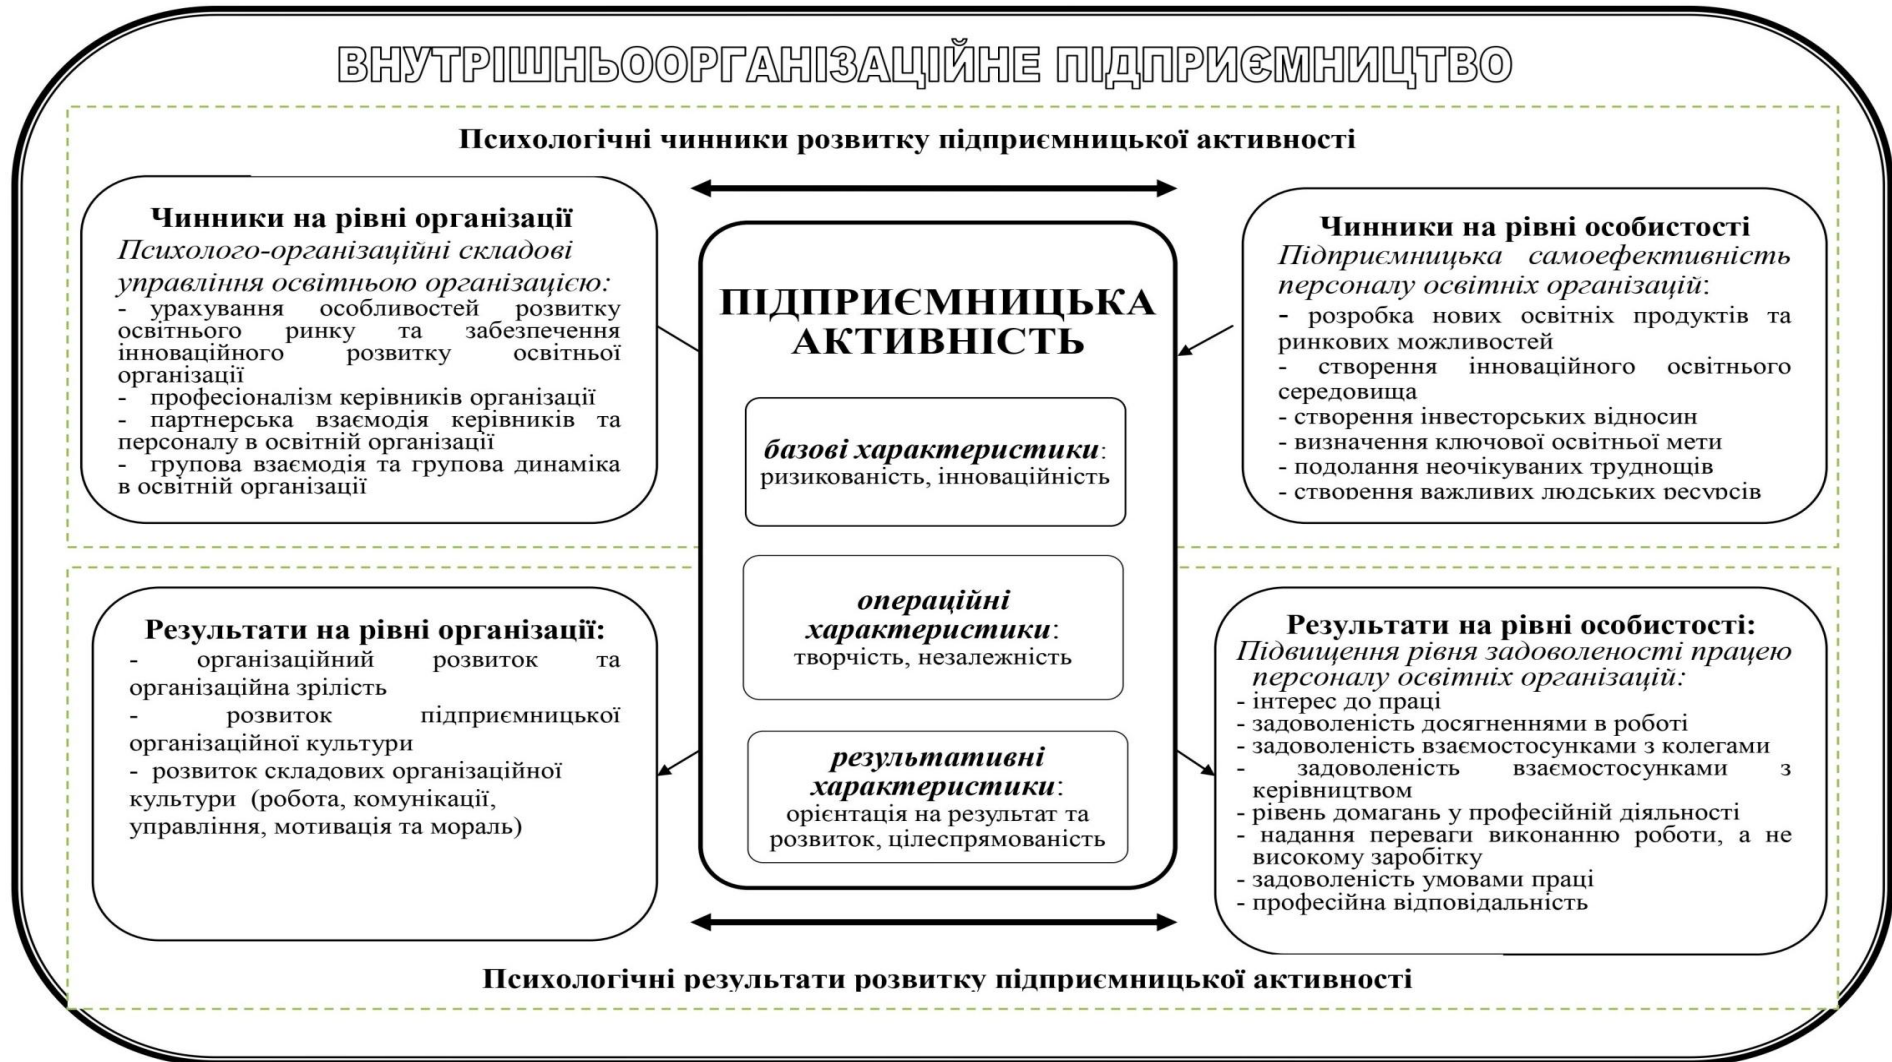 ВНУТРІШНЬООРГАНІЗАЦІЙНЕ ПІДПРИЄМНИЦТВО
Психологічні чинники розвитку підприємницької активності
Чинники на рівні організації
Психолого-організаційні складові
управління освітньою організацією:
- урахування особливостей розвитку
освітнього ринку та забезпечення
інноваційного розвитку освітньої
організації
- професіоналізм керівників організації
- партнерська взаємодія керівників та
персоналу в освітній організації
- групова взаємодія та групова динаміка
в освітній організації
ПІДПРИЄМНИЦЬКА
АКТИВНІСТЬ
базові характеристики:
ризикованість, інноваційність
операційні
характеристики:
творчість, незалежність
результативні
характеристики:
орієнтація на результат та
розвиток, цілеспрямованість
Чинники на рівні особистості
Підприємницька самоефективність
персоналу освітніх організацій:
- розробка нових освітніх продуктів та
ринкових можливостей
- створення інноваційного освітнього
середовища
- створення інвесторських відносин
- визначення ключової освітньої мети
- подолання неочікуваних труднощів
- створення важливих людських ресурсів
Результати на рівні організації:
- організаційний розвиток та
організаційна зрілість
- розвиток підприємницької
організаційної культури
- розвиток складових організаційної
культури (робота, комунікації,
управління, мотивація та мораль)
Результати на рівні особистості:
Підвищення рівня задоволеності працею
персоналу освітніх організацій:
- інтерес до праці
- задоволеність досягненнями в роботі
- задоволеність взаємостосунками з колегами
- задоволеність взаємостосунками з
керівництвом
- рівень домагань у професійній діяльності
- надання переваги виконанню роботи, а не
високому заробітку
- задоволеність умовами праці
- професійна відповідальність
Психологічні результати розвитку підприємницької активності